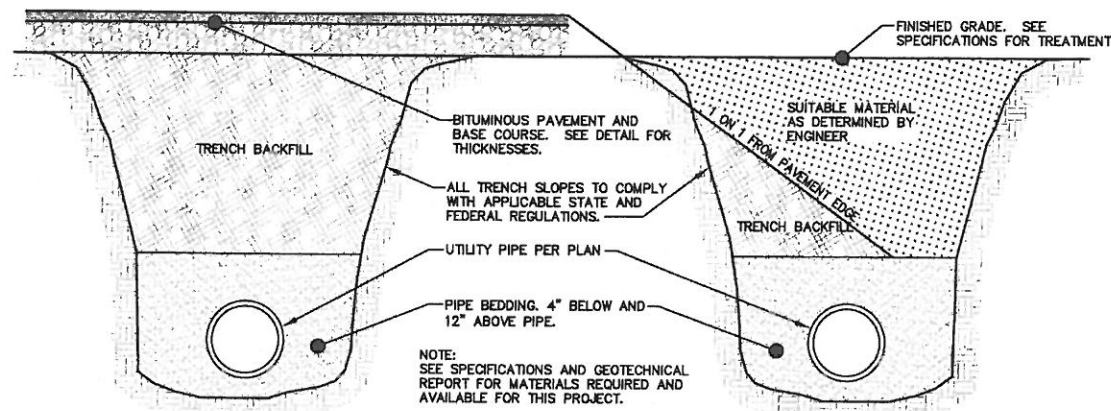 FINISHED GRADE. SEE
SPECIFICATIONS FOR TREATMENT
BITUMINOUS PAVEMENT AND
BASE COURSE. SEE DETAIL FOR
THICKNESSES.
SUITABLE MATERIAL
AS DETERMINED BY
ENGINEER
TRENCH BACKFILL
1 ON 1 FROM PAVEMENT EDGE
ALL TRENCH SLOPES TO COMPLY
WITH APPLICABLE STATE AND
FEDERAL REGULATIONS.
TRENCH BACKFILL
UTILITY PIPE PER PLAN
PIPE BEDDING. 4" BELOW AND
12" ABOVE PIPE.
NOTE:
SEE SPECIFICATIONS AND GEOTECHNICAL
REPORT FOR MATERIALS REQUIRED AND
AVAILABLE FOR THIS PROJECT.